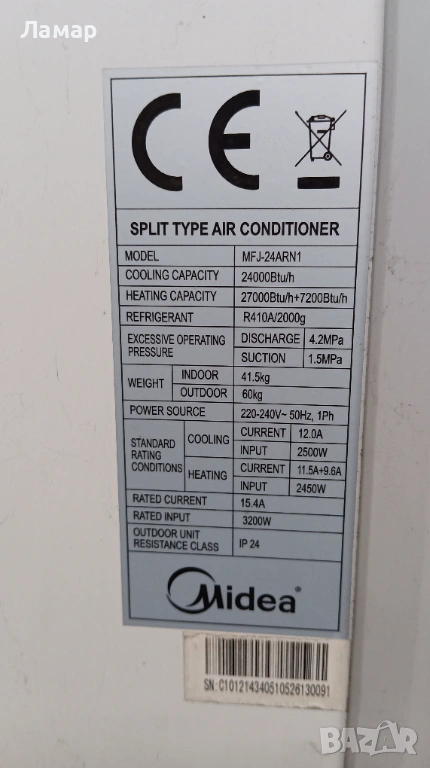 Ламар
CE
SPLIT TYPE AIR CONDITIONER
MODEL MFJ-24ARN1
COOLING CAPACITY 24000Btu/h
HEATING CAPACITY 27000Btu/h+7200Btu/h
REFRIGERANT R410A/2000g
EXCESSIVE OPERATING PRESSURE DISCHARGE 4.2MPa
SUCTION 1.5MPa
WEIGHT INDOOR 41.5kg
OUTDOOR 60kg
POWER SOURCE 220-240V~ 50Hz, 1Ph
STANDARD RATING CONDITIONS COOLING CURRENT 12.0A
INPUT 2500W
HEATING CURRENT 11.5A+9.6A
INPUT 2450W
RATED CURRENT 15.4A
RATED INPUT 3200W
OUTDOOR UNIT RESISTANCE CLASS IP 24
Midea®
SN: C101214340510526130091
BAZAR